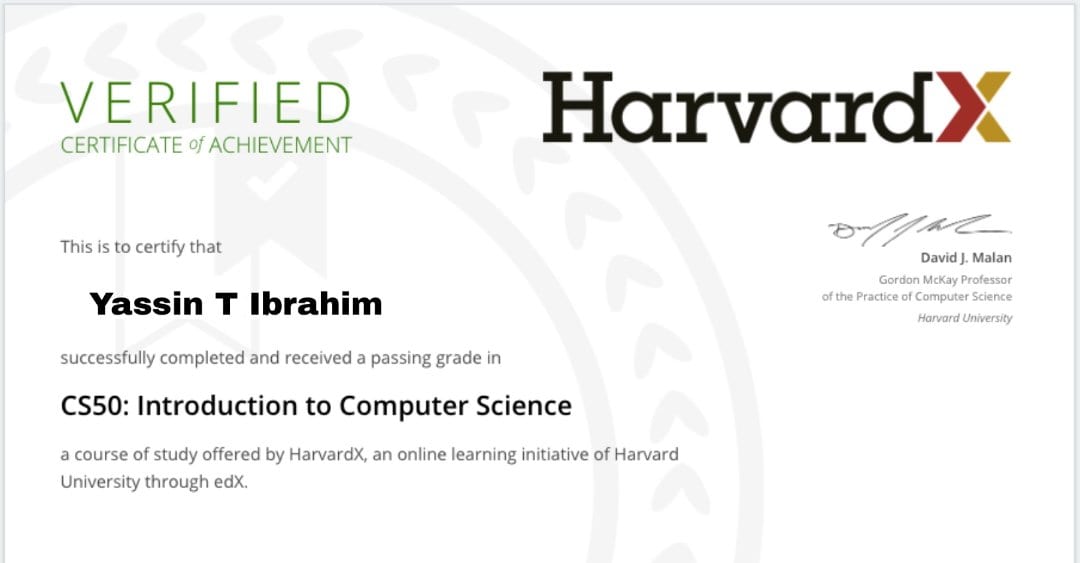 VERIFIED
CERTIFICATE of ACHIEVEMENT
HarvardX
David J. Malan
Gordon McKay Professor
of the Practice of Computer Science
Harvard University
This is to certify that
Yassin T Ibrahim
successfully completed and received a passing grade in
CS50: Introduction to Computer Science
a course of study offered by HarvardX, an online learning initiative of Harvard
University through edX.